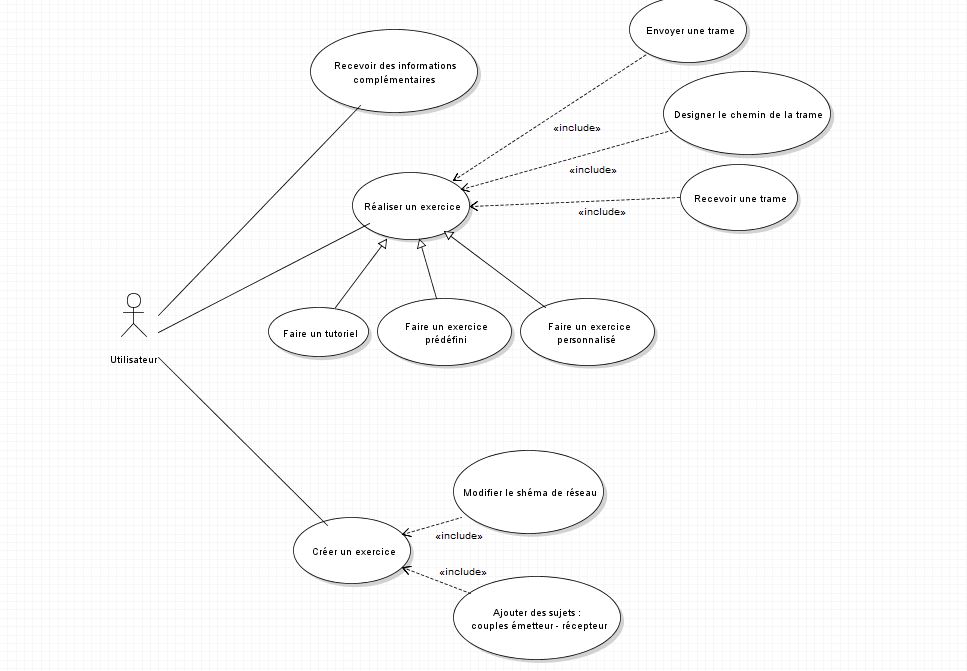 Envoyer une trame
Recevoir des informations
complémentaires
Designer le chemin de la trame
«include»
«include»
Recevoir une trame
Réaliser un exercice
«include»
Faire un tutoriel
Faire un exercice
prédéfini
Faire un exercice
personnalisé
Utilisateur
Modifier le shéma de réseau
«include»
Créer un exercice
«include»
Ajouter des sujets :
couples émetteur - récepteur